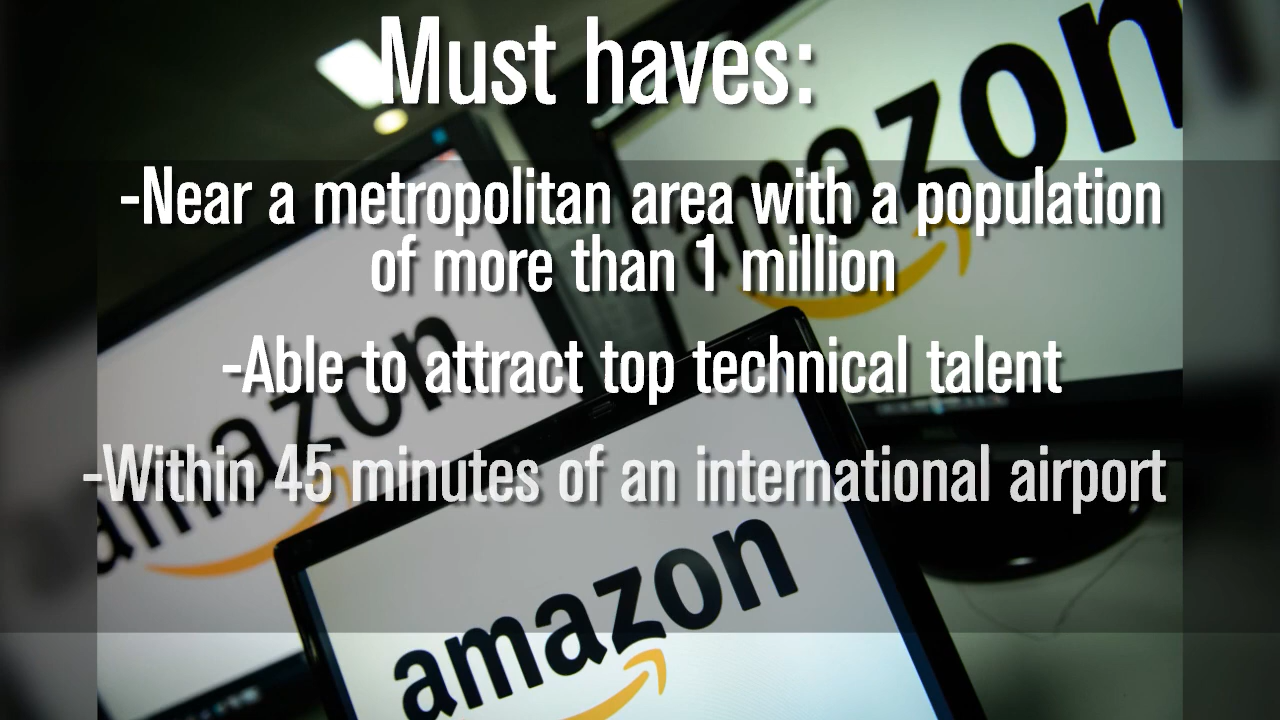 Must haves:
-Near a metropolitan area with a population
of more than 1 million
-Able to attract top technical talent
-Within 45 minutes of an international airport
amazon
amazon
amazon